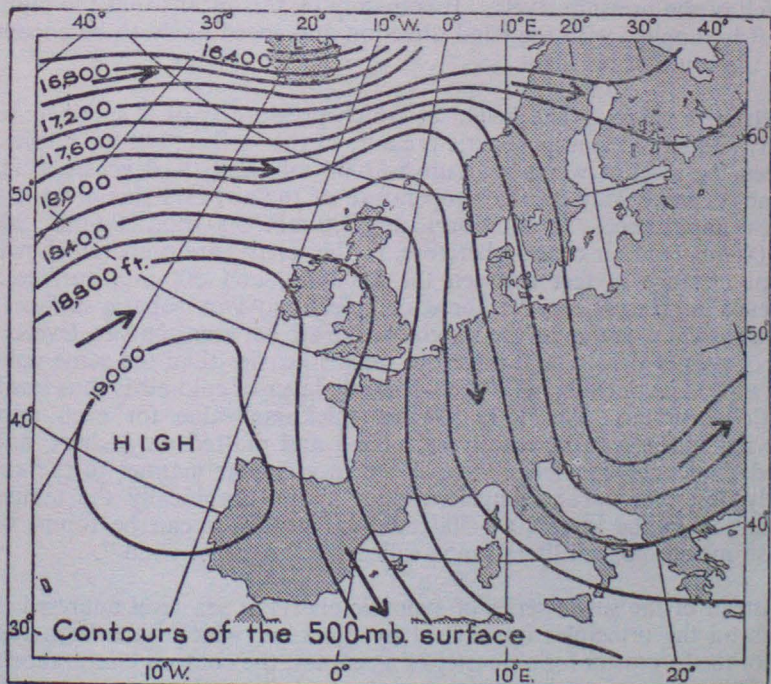 40° 30° 20° 10°W. 0° 10°E. 20° 30° 40°
16,400
16,800
17,200
17,600
60°
50°
18,000
18,400
18,800 ft.
50°
19,000
40°
HIGH
40°
30°
Contours of the 500-mb. surface
10°W. 0° 10°E. 20°